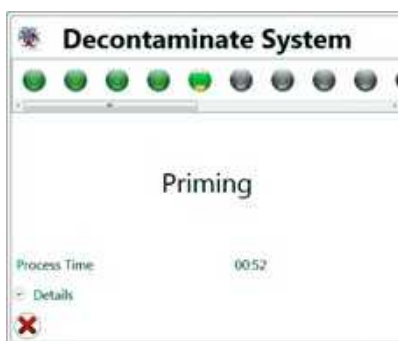 Decontaminate System
Priming
Process Time 00:52
Details